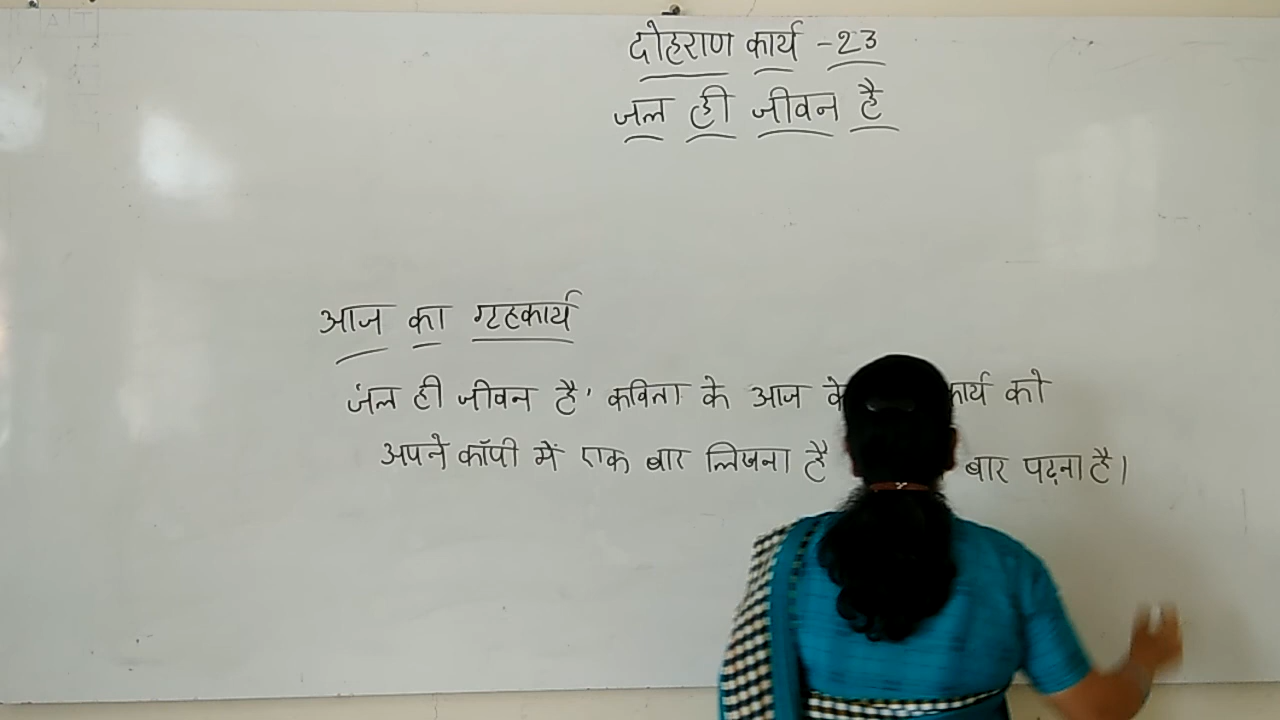 दोहराण कार्य -23
जल ही जीवन है
आज का गृहकार्य
'जल ही जीवन है' कविता के आज के कार्य को
अपने कॉपी में एक बार लिखना है बार पढ़ना है।